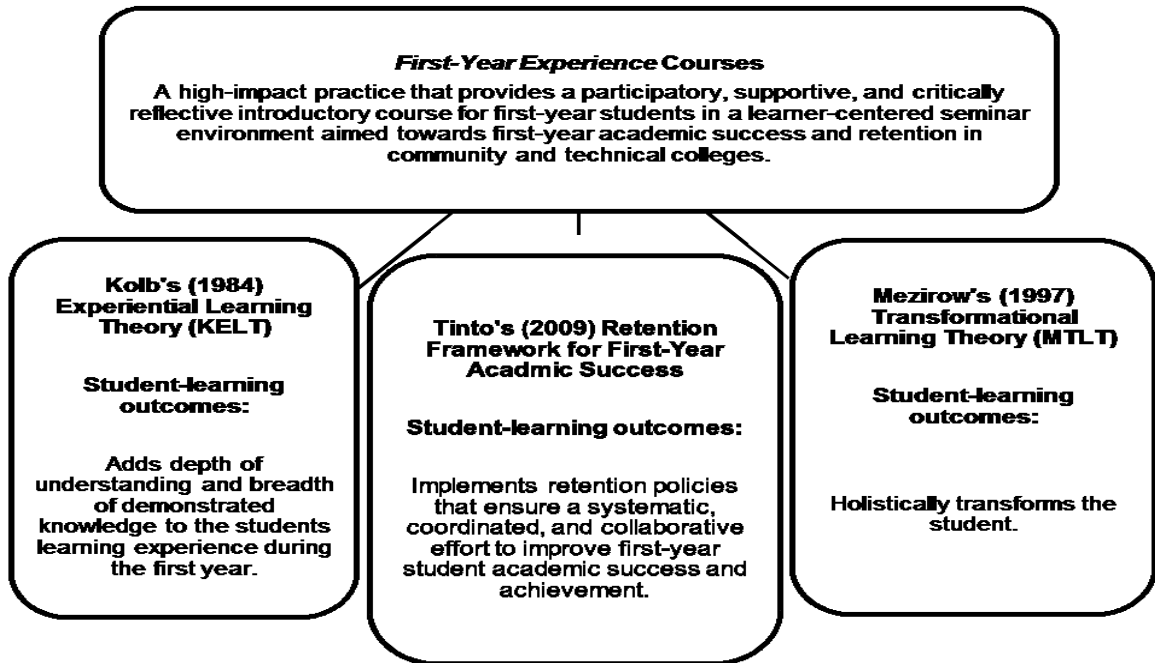 First-Year Experience Courses
A high-impact practice that provides a participatory, supportive, and critically
reflective introductory course for first-year students in a learner-centered seminar
environment aimed towards first-year academic success and retention in
community and technical colleges.
Kolb's (1984)
Experiential Learning
Theory (KELT)
Student-learning
outcomes:
Adds depth of
understanding and breadth
of demonstrated
knowledge to the students
learning experience during
the first year.
Tinto's (2009) Retention
Framework for First-Year
Acadmic Success
Student-learning outcomes:
Implements retention policies
that ensure a systematic,
coordinated, and collaborative
effort to improve first-year
student academic success and
achievement.
Mezirow's (1997)
Transformational
Learning Theory (MTLT)
Student-learning
outcomes:
Holistically transforms the
student.